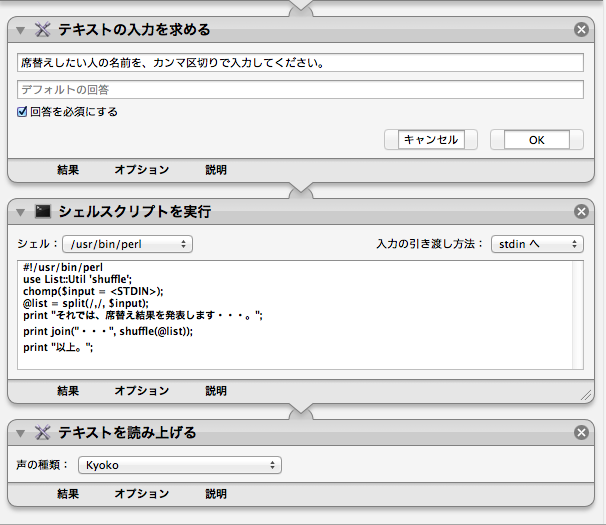 テキストの入力を求める
席替えしたい人の名前を、カンマ区切りで入力してください。
デフォルトの回答
回答を必須にする
キャンセル OK
結果 オプション 説明
シェルスクリプトを実行
シェル： /usr/bin/perl 入力の引き渡し方法： stdin へ
#!/usr/bin/perl
use List::Util 'shuffle';
chomp($input = <STDIN>);
@list = split(/,/, $input);
print "それでは、席替え結果を発表します・・・。";
print join("・・・", shuffle(@list));
print "以上。";
結果 オプション 説明
テキストを読み上げる
声の種類： Kyoko
結果 オプション 説明